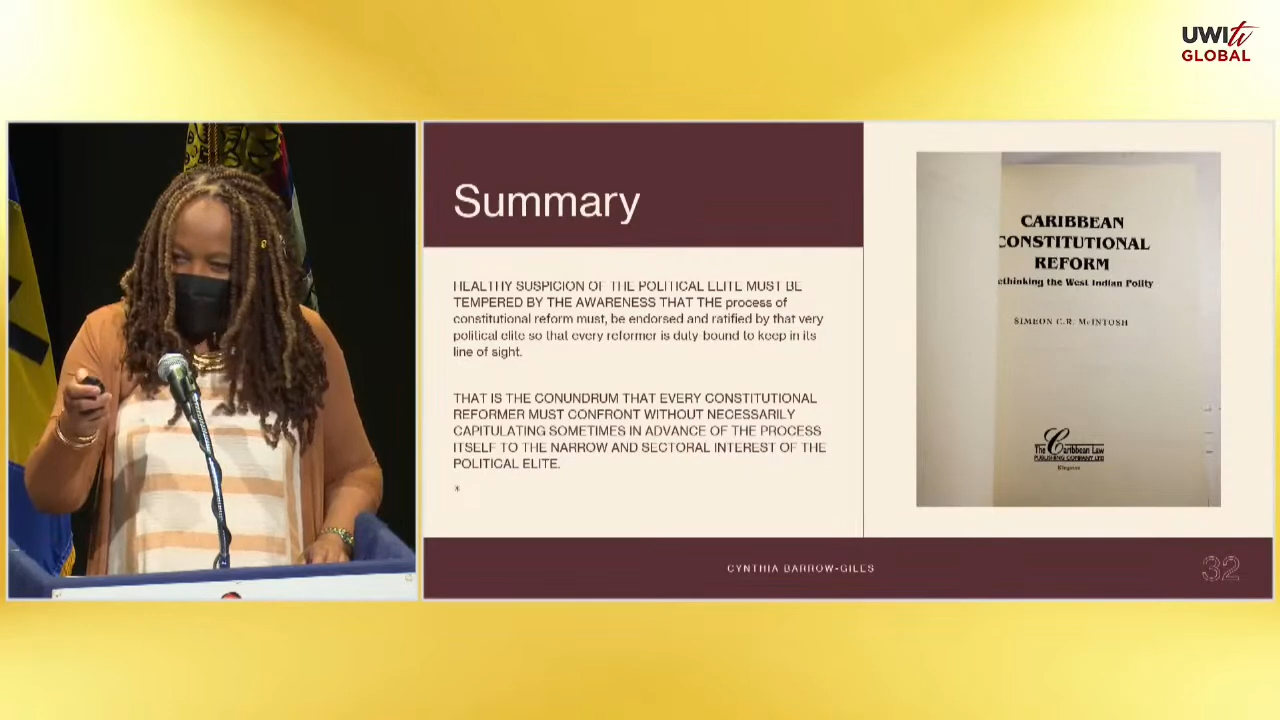 UWItv
GLOBAL
Summary
HEALTHY SUSPICION OF THE POLITICAL ELITE MUST BE
TEMPERED BY THE AWARENESS THAT THE process of
constitutional reform must, be endorsed and ratified by that very
political elite so that every reformer is duty bound to keep in its
line of sight.
THAT IS THE CONUNDRUM THAT EVERY CONSTITUTIONAL
REFORMER MUST CONFRONT WITHOUT NECESSARILY
CAPITULATING SOMETIMES IN ADVANCE OF THE PROCESS
ITSELF TO THE NARROW AND SECTORAL INTEREST OF THE
POLITICAL ELITE.
*
CARIBBEAN
CONSTITUTIONAL
REFORM
ethinking the West Indian Polity
SIMEON C.R. McINTOSH
The Caribbean Law
PUBLISHING COMPANY LTD
Kingston
CYNTHIA BARROW-GILES
32